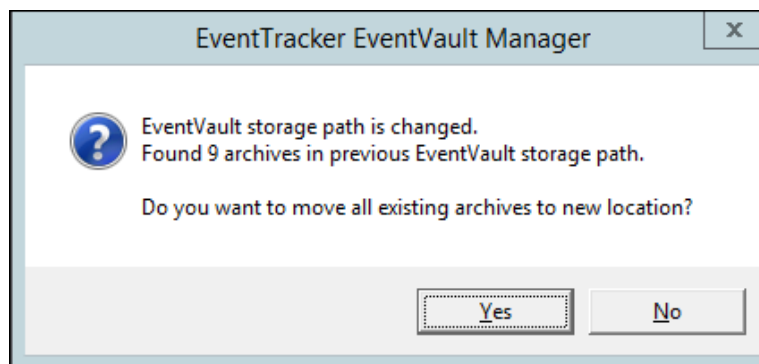 EventTracker EventVault Manager
x
EventVault storage path is changed.
Found 9 archives in previous EventVault storage path.
Do you want to move all existing archives to new location?
Yes
No